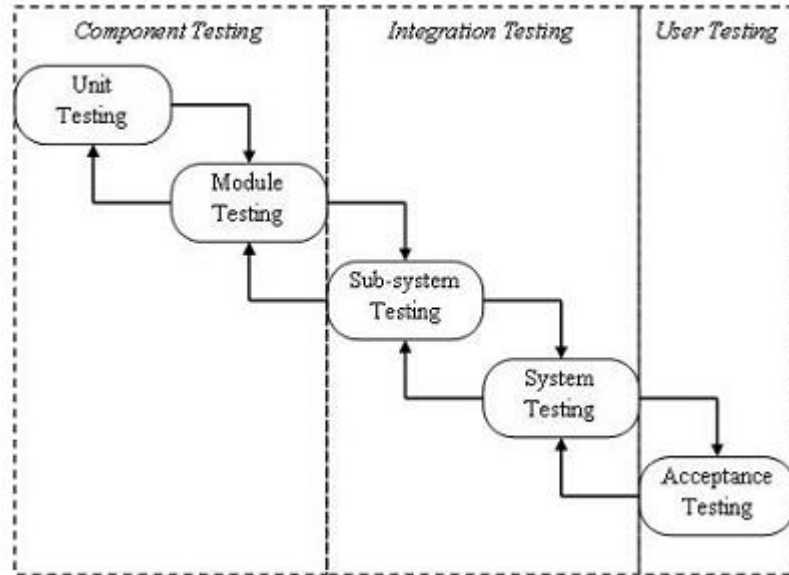 Component Testing
Integration Testing
User Testing
Unit
Testing
Module
Testing
Sub-system
Testing
System
Testing
Acceptance
Testing